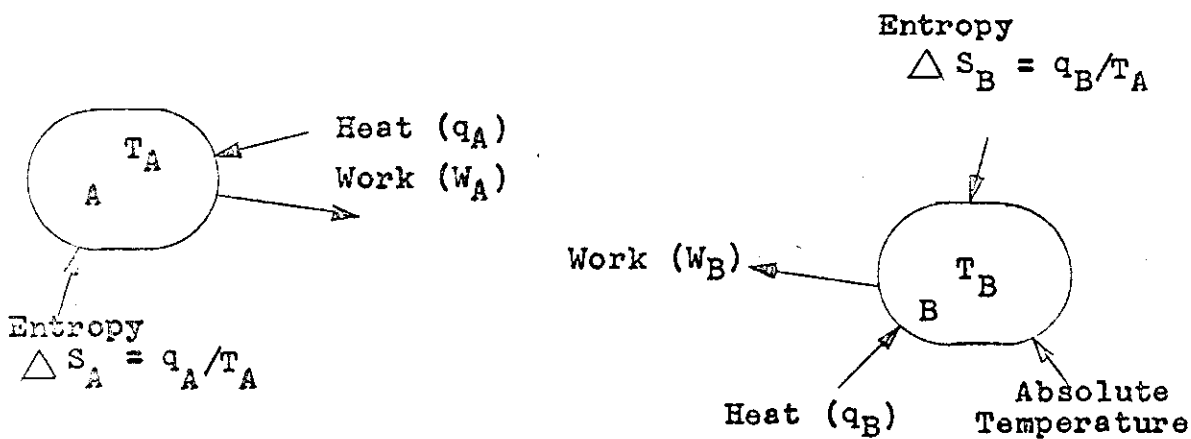 T_A
A
Heat (q_A)
Work (W_A)
Entropy
△ S_A = q_A/T_A
Entropy
△ S_B = q_B/T_A
Work (W_B)
T_B
B
Heat (q_B)
Absolute
Temperature